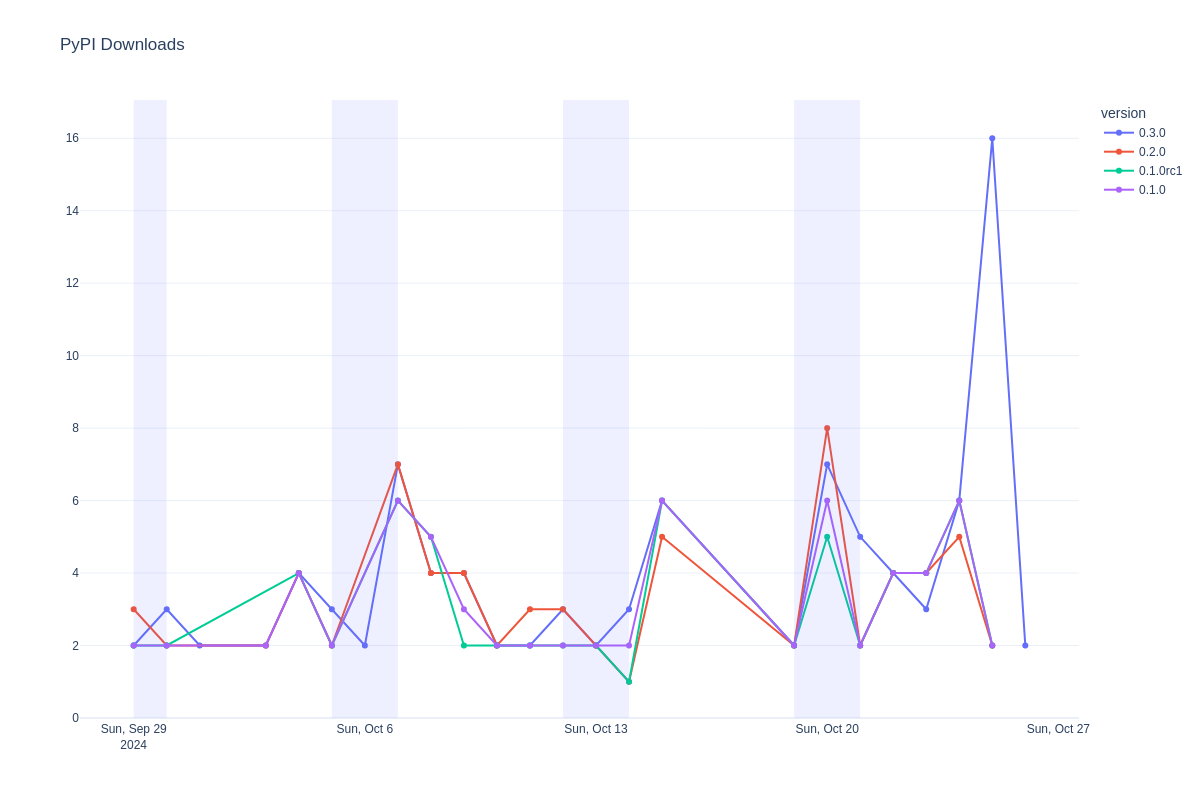 PyPI Downloads
version
0.3.0
0.2.0
0.1.0rc1
0.1.0
16
14
12
10
8
6
4
2
0
Sun, Sep 29
2024
Sun, Oct 6
Sun, Oct 13
Sun, Oct 20
Sun, Oct 27